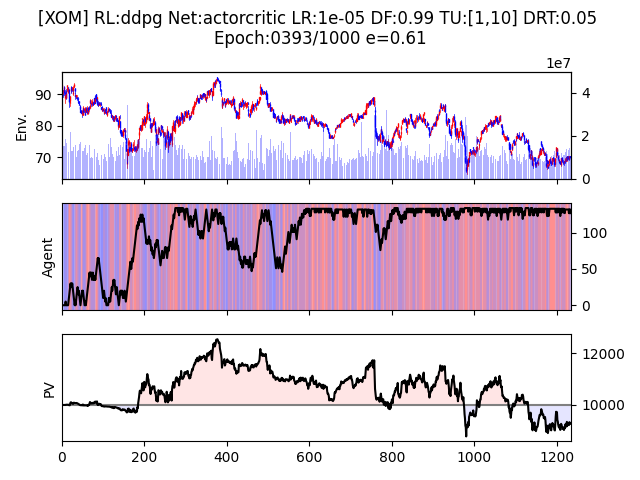 [XOM] RL:ddpg Net:actorcritic LR:1e-05 DF:0.99 TU:[1,10] DRT:0.05
Epoch:0393/1000 e=0.61
1e7
Env.
90
80
70
4
2
0
Agent
100
50
0
PV
12000
10000
0 200 400 600 800 1000 1200